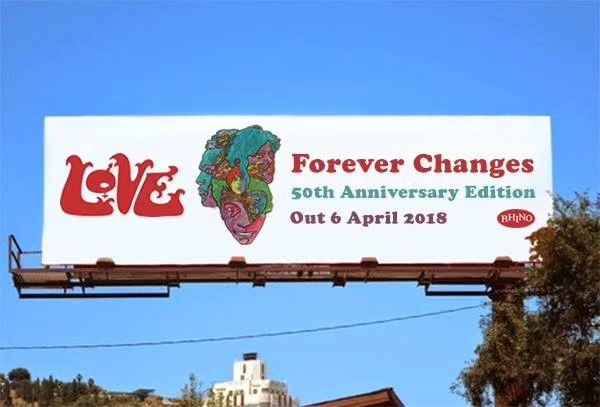 LOVE
Forever Changes
50th Anniversary Edition
Out 6 April 2018
RHINO